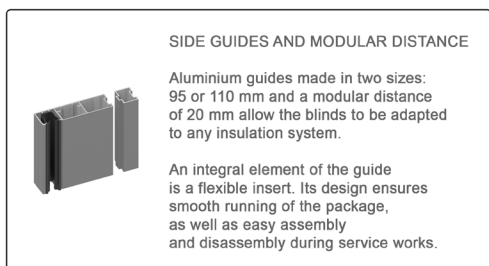 SIDE GUIDES AND MODULAR DISTANCE
Aluminium guides made in two sizes:
95 or 110 mm and a modular distance
of 20 mm allow the blinds to be adapted
to any insulation system.
An integral element of the guide
is a flexible insert. Its design ensures
smooth running of the package,
as well as easy assembly
and disassembly during service works.